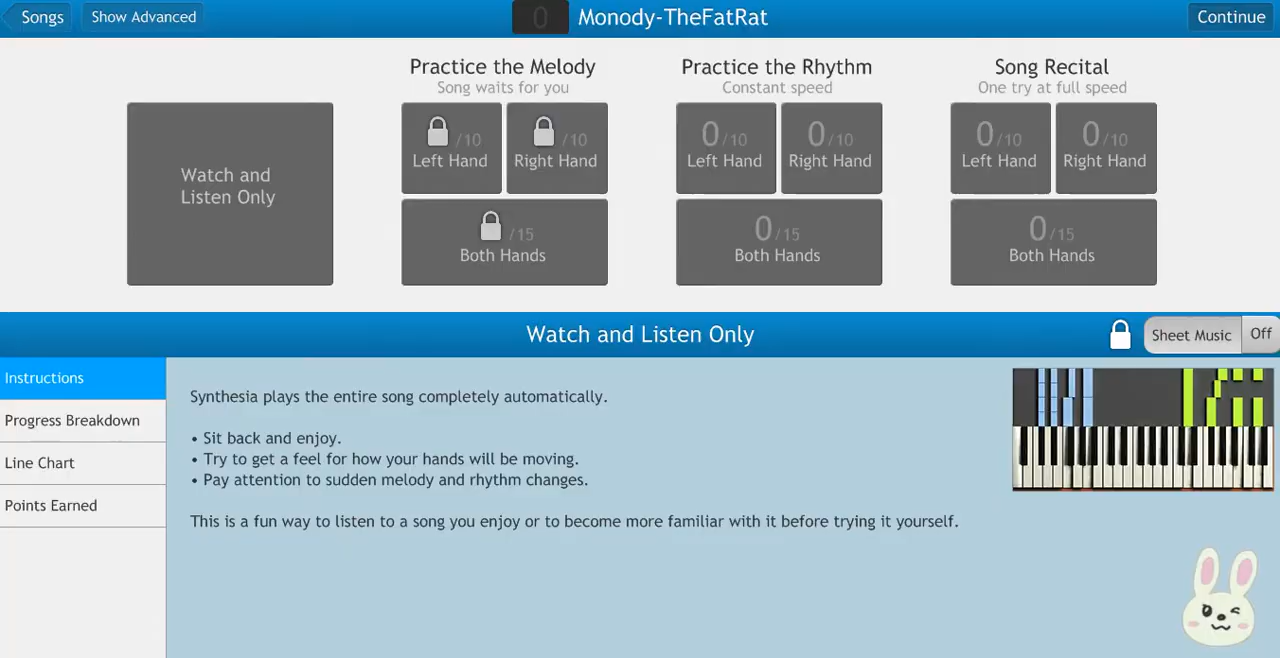 Songs
Show Advanced
0
Monody-TheFatRat
Continue
Practice the Melody
Song waits for you
Practice the Rhythm
Constant speed
Song Recital
One try at full speed
Watch and
Listen Only
/10
Left Hand
/10
Right Hand
/15
Both Hands
0/10
Left Hand
0/10
Right Hand
0/15
Both Hands
0/10
Left Hand
0/10
Right Hand
0/15
Both Hands
Watch and Listen Only
Sheet Music
Off
Instructions
Progress Breakdown
Line Chart
Points Earned
Synthesia plays the entire song completely automatically.
• Sit back and enjoy.
• Try to get a feel for how your hands will be moving.
• Pay attention to sudden melody and rhythm changes.
This is a fun way to listen to a song you enjoy or to become more familiar with it before trying it yourself.